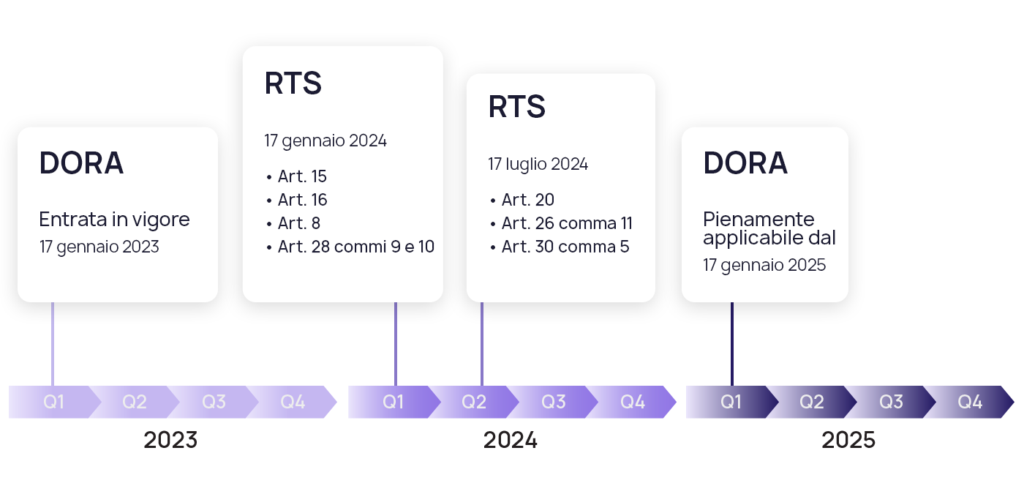 DORA
Entrata in vigore
17 gennaio 2023
RTS
17 gennaio 2024
• Art. 15
• Art. 16
• Art. 8
• Art. 28 commi 9 e 10
RTS
17 luglio 2024
• Art. 20
• Art. 26 comma 11
• Art. 30 comma 5
DORA
Pienamente
applicabile dal
17 gennaio 2025
Q1 Q2 Q3 Q4 Q1 Q2 Q3 Q4 Q1 Q2 Q3 Q4
2023 2024 2025